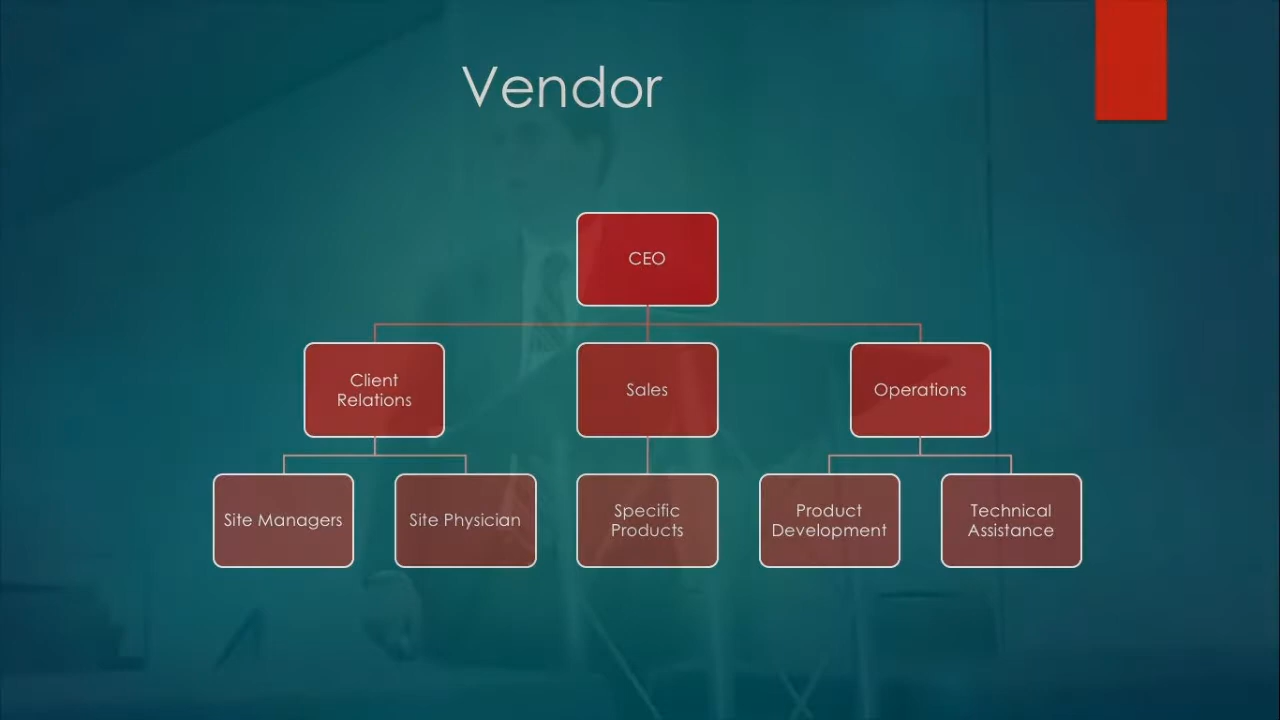 Vendor
CEO
Client
Relations
Sales
Operations
Site Managers
Site Physician
Specific
Products
Product
Development
Technical
Assistance